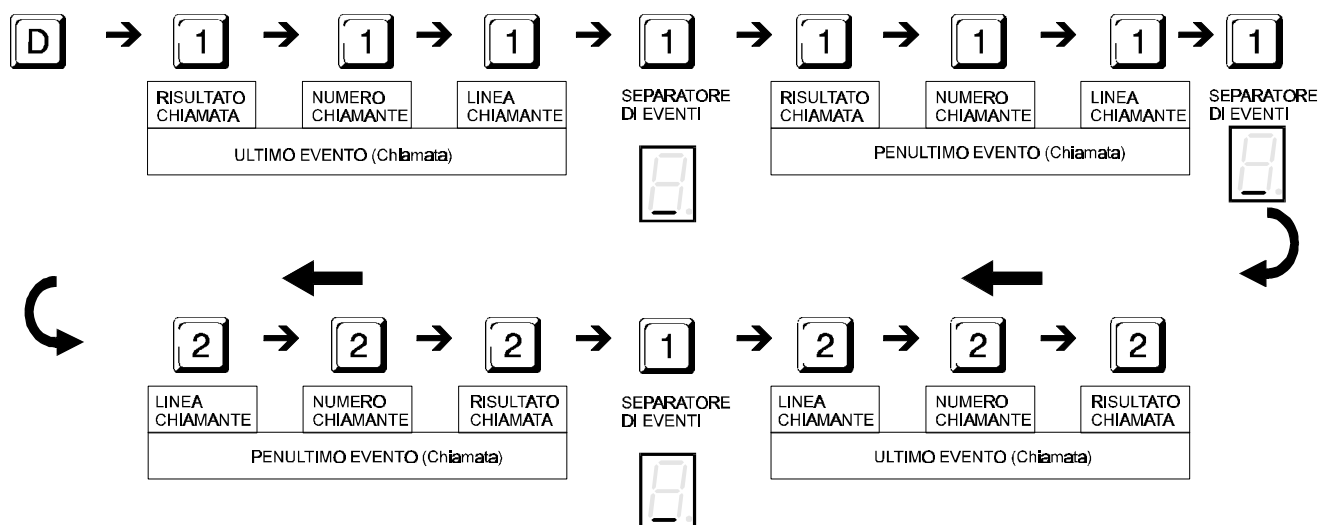 D 1 1 1 1 1 1 1 1
RISULTATO NUMERO LINEA SEPARATORE RISULTATO NUMERO LINEA SEPARATORE
CHIAMATA CHIAMANTE CHIAMANTE DI EVENTI CHIAMATA CHIAMANTE CHIAMANTE DI EVENTI
ULTIMO EVENTO (Chiamata) PENULTIMO EVENTO (Chiamata)
2 2 2 1 2 2 2
LINEA NUMERO RISULTATO SEPARATORE LINEA NUMERO RISULTATO
CHIAMANTE CHIAMANTE CHIAMATA DI EVENTI CHIAMANTE CHIAMANTE CHIAMATA
PENULTIMO EVENTO (Chiamata) ULTIMO EVENTO (Chiamata)